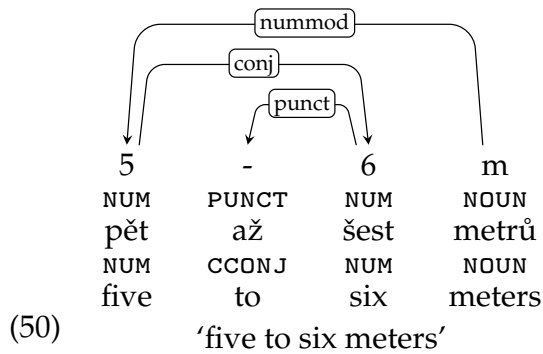 nummod
conj
punct
5 - 6 m
NUM PUNCT NUM NOUN
pět až šest metrů
NUM CCONJ NUM NOUN
five to six meters
(50) ‘five to six meters’